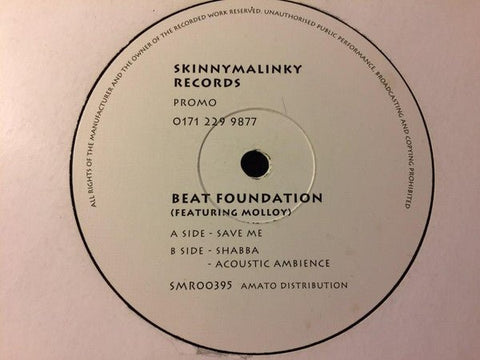 ALL RIGHTS OF THE MANUFACTURER AND THE OWNER OF THE RECORDED WORK RESERVED. UNAUTHORISED PUBLIC PERFORMANCE, BROADCASTING AND COPYING PROHIBITED
SKINNYMALINKY
RECORDS
PROMO
0171 229 9877
BEAT FOUNDATION
(FEATURING MOLLOY)
A SIDE - SAVE ME
B SIDE - SHABBA
- ACOUSTIC AMBIENCE
SMR00395 AMATO DISTRIBUTION